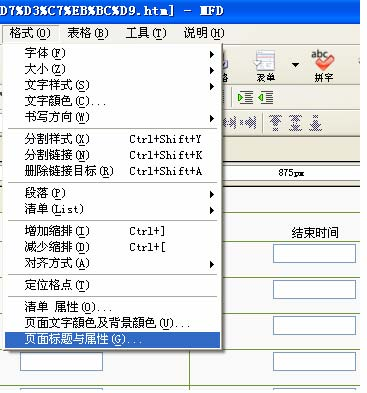 D7%D3%C7%EB%BC%D9.htm] - MFD
格式(O) 表格(B) 工具(T) 说明(H)
字体(F)
大小(Z)
文字样式(S)
文字顏色(C)...
书写方向(W)
表单 拼字
分割样式(X) Ctrl+Shift+Y
分割链接(N) Ctrl+Shift+K
删除链接目标(R) Ctrl+Shift+A
875px
段落(P)
清单(List)
增加缩排(I) Ctrl+]
减少缩排(D) Ctrl+[
对齐方式(A)
结束时间
定位格点(T)
清单 属性(O)...
页面文字顏色及背景顏色(U)...
页面标题与属性(G)...